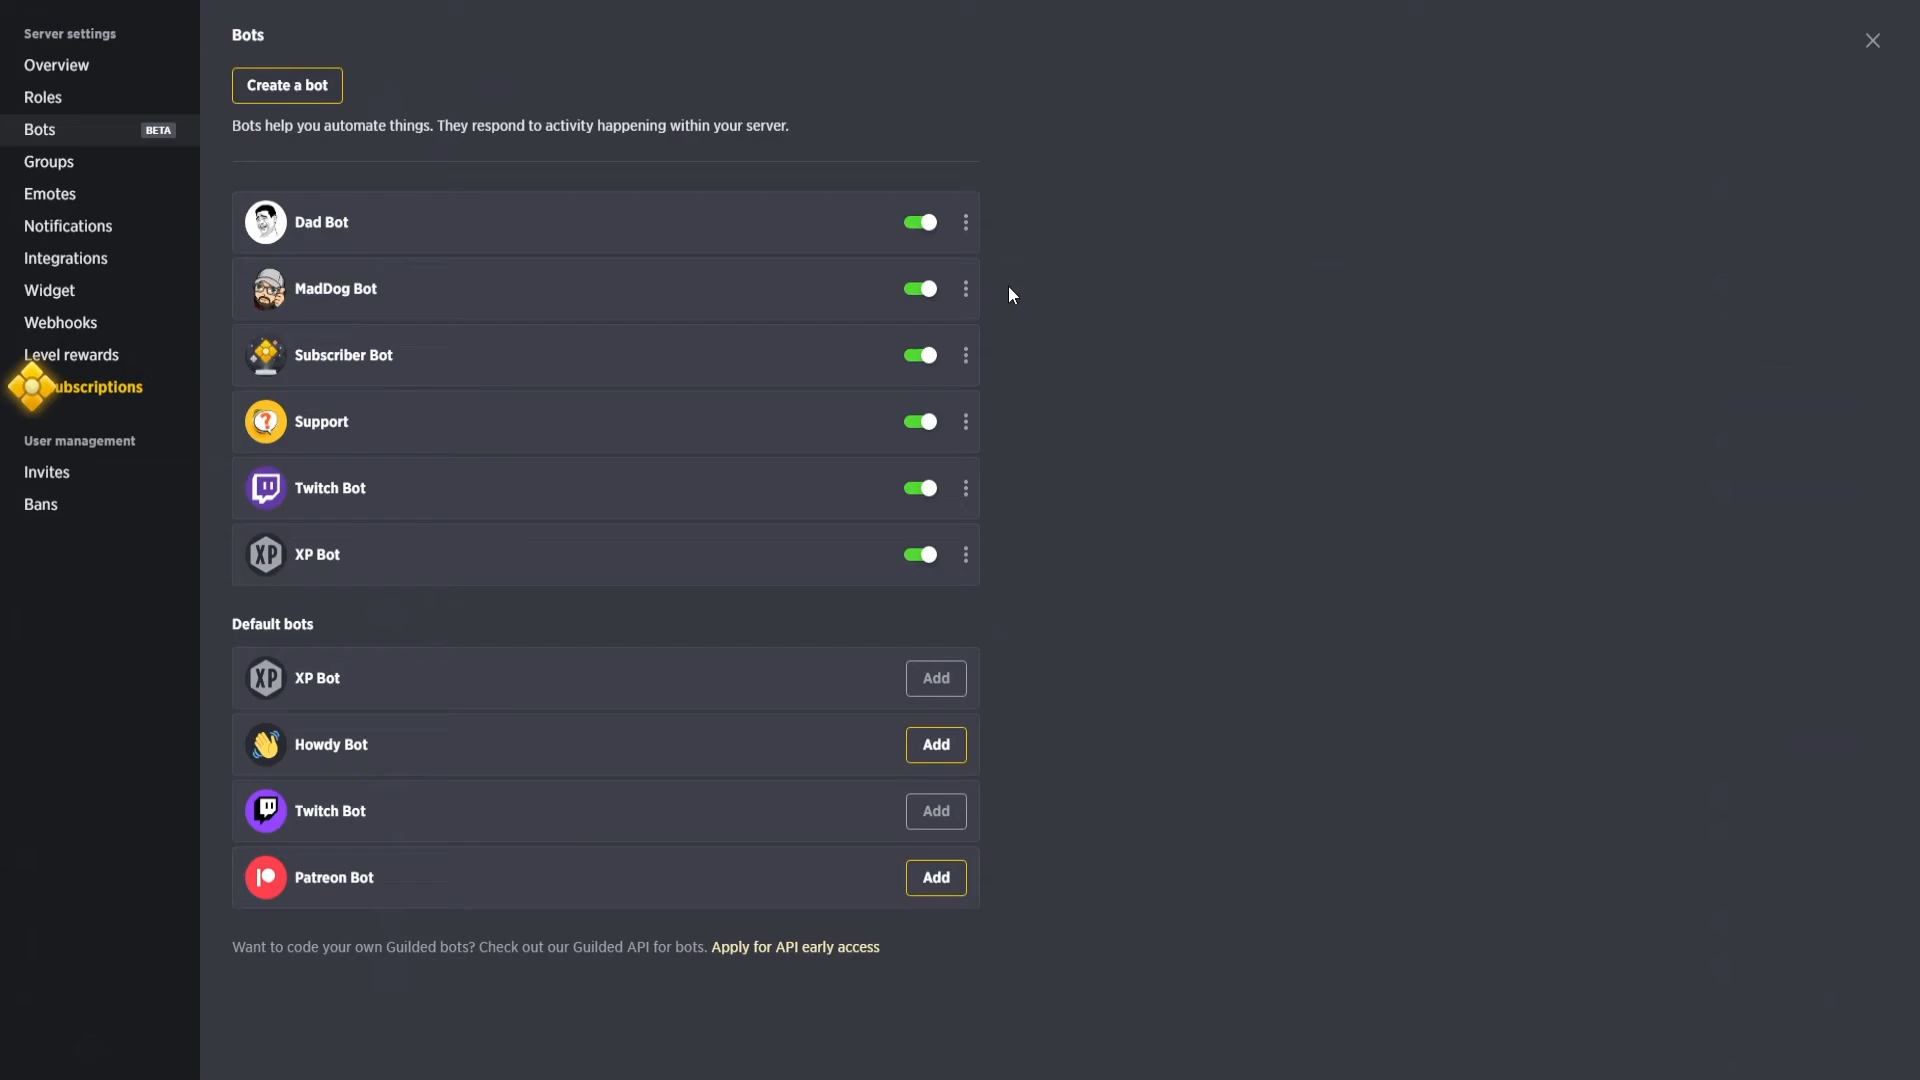 Server settings
Overview
Roles
Bots BETA
Groups
Emotes
Notifications
Integrations
Widget
Webhooks
Level rewards
ubscriptions
User management
Invites
Bans
Bots
Create a bot
Bots help you automate things. They respond to activity happening within your server.
Dad Bot
MadDog Bot
Subscriber Bot
Support
Twitch Bot
XP XP Bot
Default bots
XP XP Bot Add
Howdy Bot Add
Twitch Bot Add
Patreon Bot Add
Want to code your own Guilded bots? Check out our Guilded API for bots. Apply for API early access